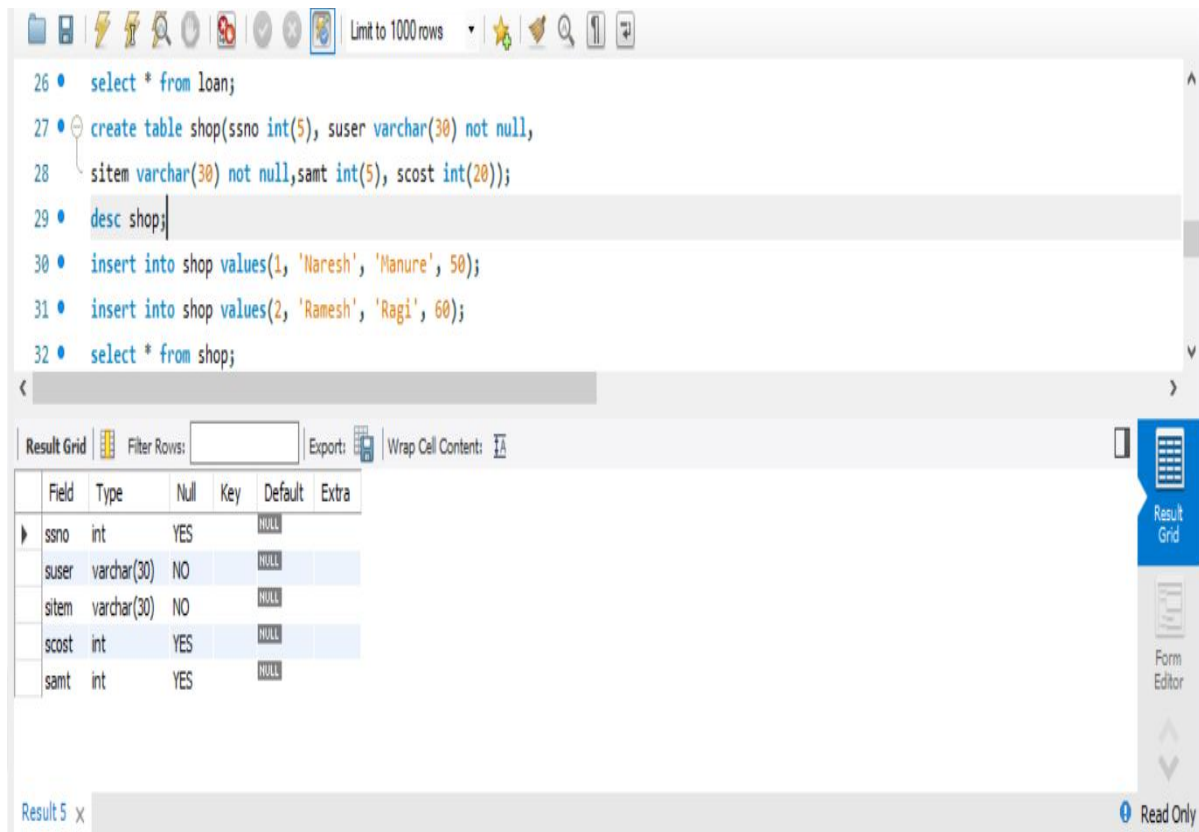 Limit to 1000 rows
26 select * from loan;
27 create table shop(ssno int(5), suser varchar(30) not null,
28 sitem varchar(30) not null,samt int(5), scost int(20));
29 desc shop;
30 insert into shop values(1, 'Naresh', 'Manure', 50);
31 insert into shop values(2, 'Ramesh', 'Ragi', 60);
32 select * from shop;
Result Grid Filter Rows: Export: Wrap Cell Content:
Field Type Null Key Default Extra
ssno int YES NULL
suser varchar(30) NO NULL
sitem varchar(30) NO NULL
scost int YES NULL
samt int YES NULL
Result
Grid
Form
Editor
Result 5 x
Read Only